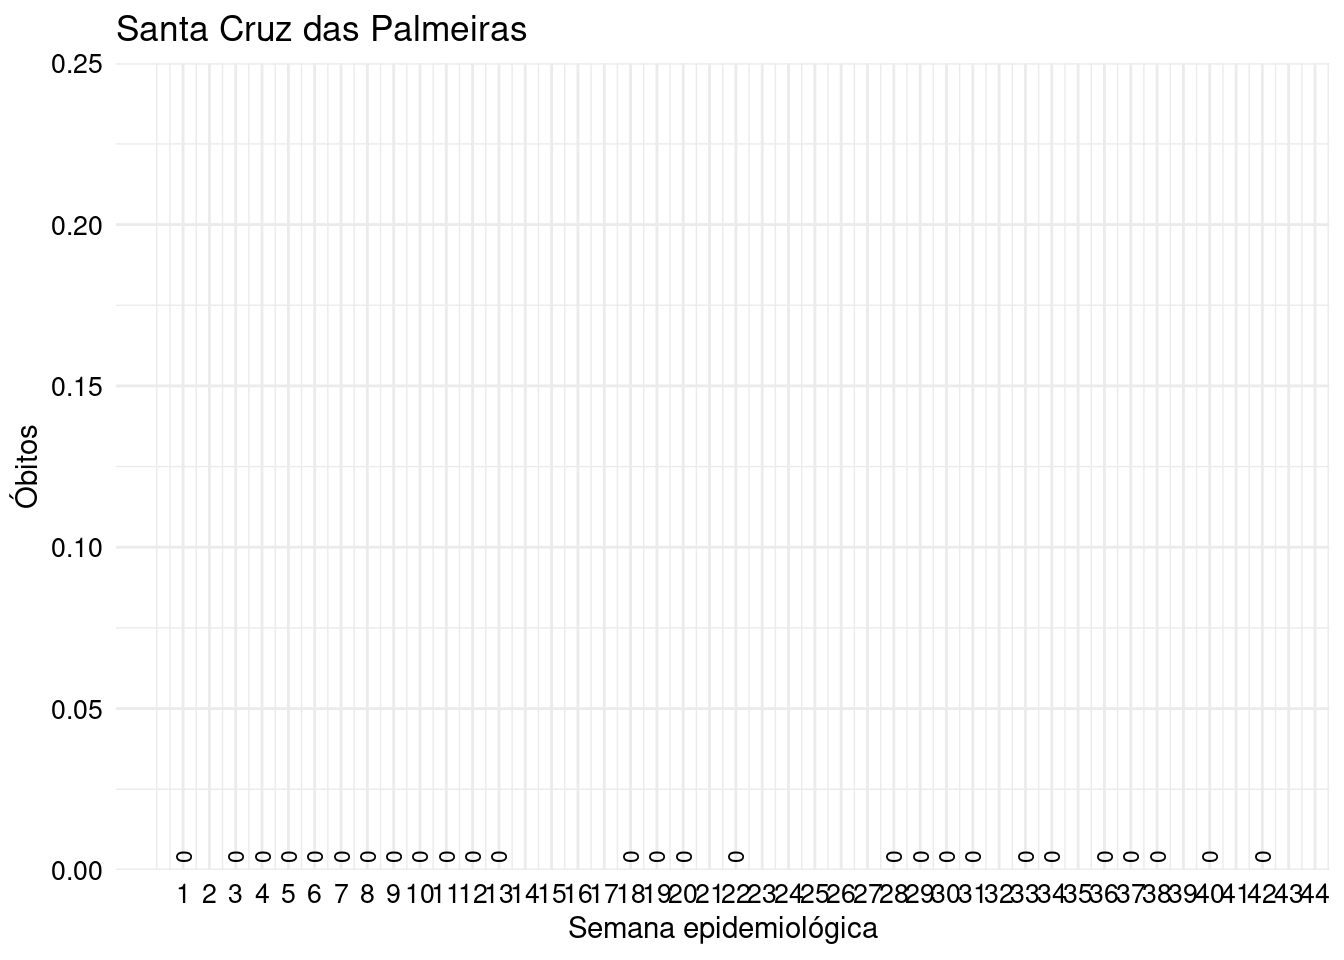 Santa Cruz das Palmeiras
0.25
0.20
0.15
0.10
0.05
0.00
Óbitos
0 0 0 0 0 0 0 0 0 0 0 0 0 0 0 0 0 0 0 0 0 0 0 0 0 0 0
1 2 3 4 5 6 7 8 9 10 11 12 13 14 15 16 17 18 19 20 21 22 23 24 25 26 27 28 29 30 31 32 33 34 35 36 37 38 39 40 41 42 43 44
Semana epidemiológica